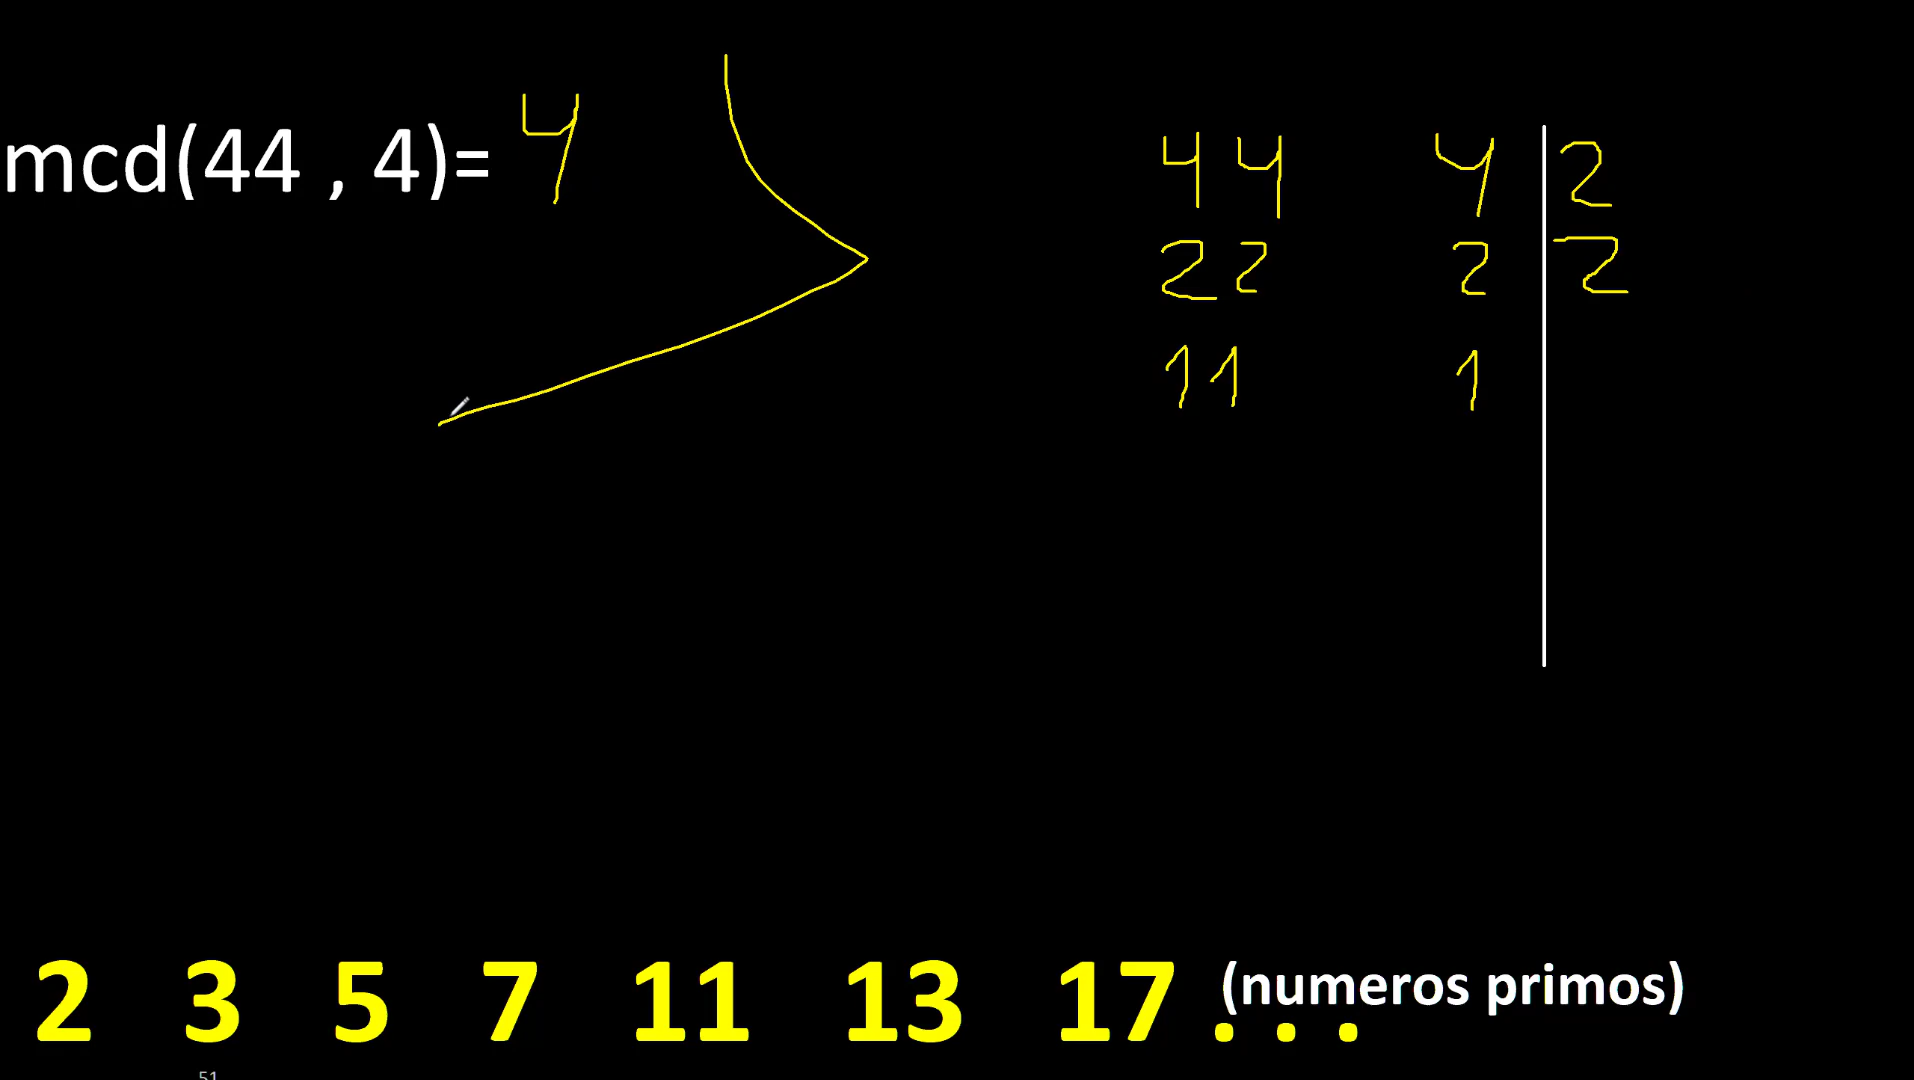 mcd(44 , 4)= 4
44 4 2
22 2 2
11 1
2 3 5 7 11 13 17 . . . (numeros primos)
51